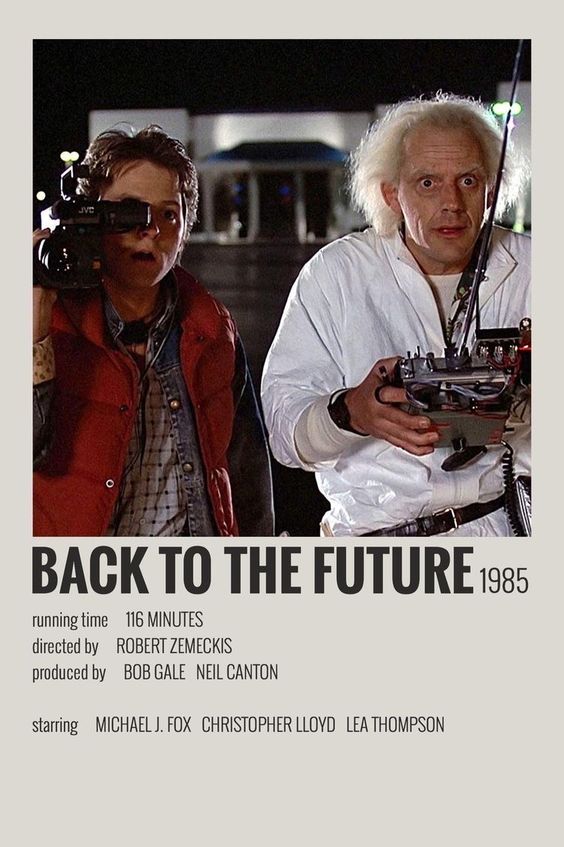 JVC
BACK TO THE FUTURE 1985
running time 116 MINUTES
directed by ROBERT ZEMECKIS
produced by BOB GALE NEIL CANTON
starring MICHAEL J. FOX CHRISTOPHER LLOYD LEA THOMPSON